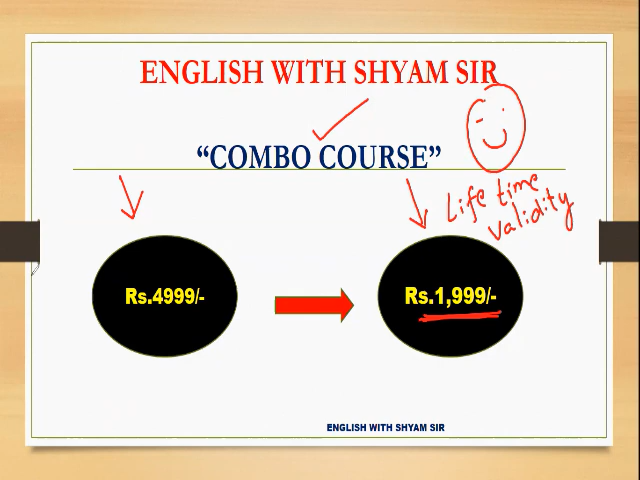 ENGLISH WITH SHYAM SIR
“COMBO COURSE”
Life time
validity
Rs.4999/-
Rs.1,999/-
ENGLISH WITH SHYAM SIR